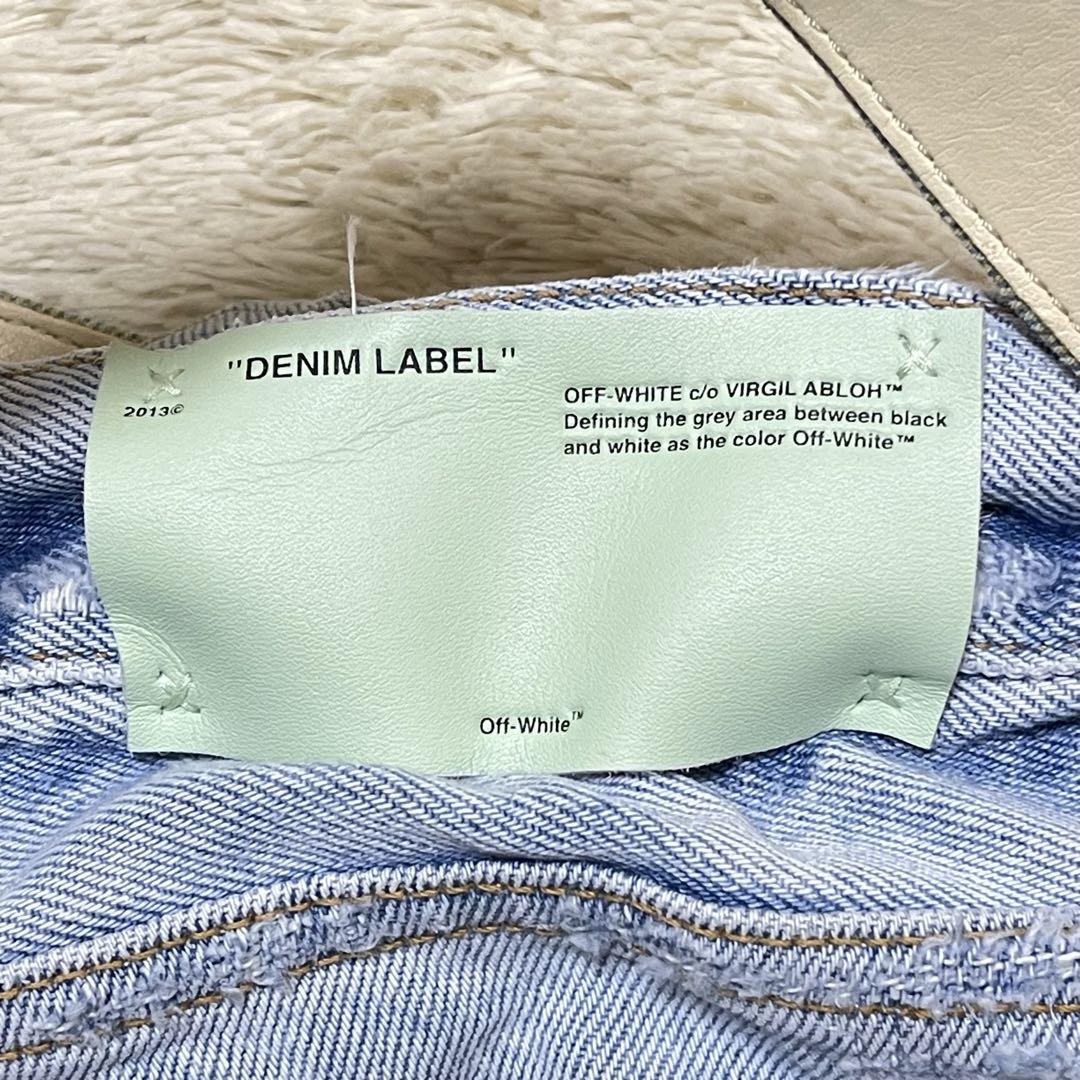 "DENIM LABEL"
2013©
OFF-WHITE c/o VIRGIL ABLOH™
Defining the grey area between black
and white as the color Off-White™
Off-White™